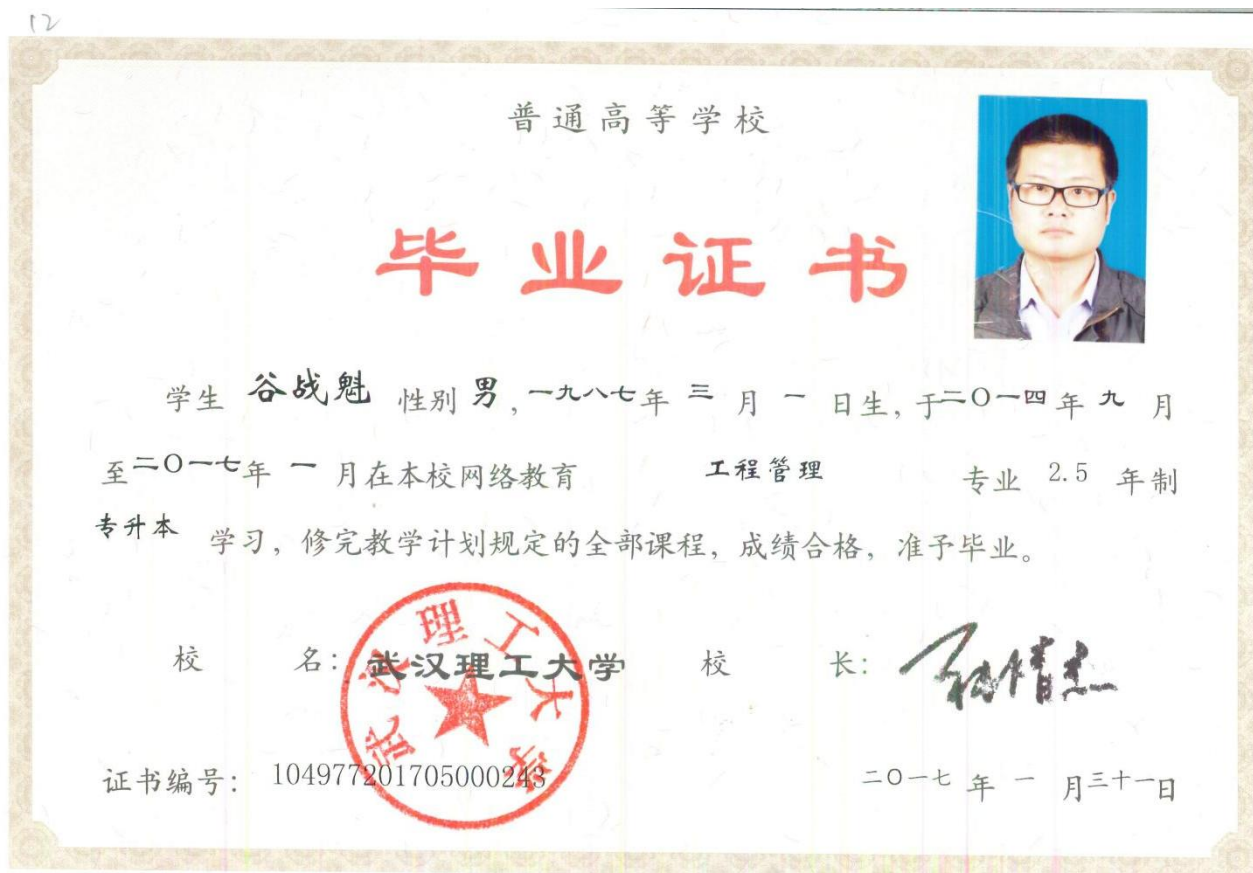 12
普通高等学校
毕业证书
学生 谷战魁 性别 男，一九八七年 三 月 一 日生，于二〇一四年 九 月
至二〇一七年 一 月在本校网络教育 工程管理 专业 2.5 年制
专升本 学习，修完教学计划规定的全部课程，成绩合格，准予毕业。
校 名：武汉理工大学 校 长：
武汉理工大学
证书编号：104977201705000243 二〇一七 年 一 月三十一日